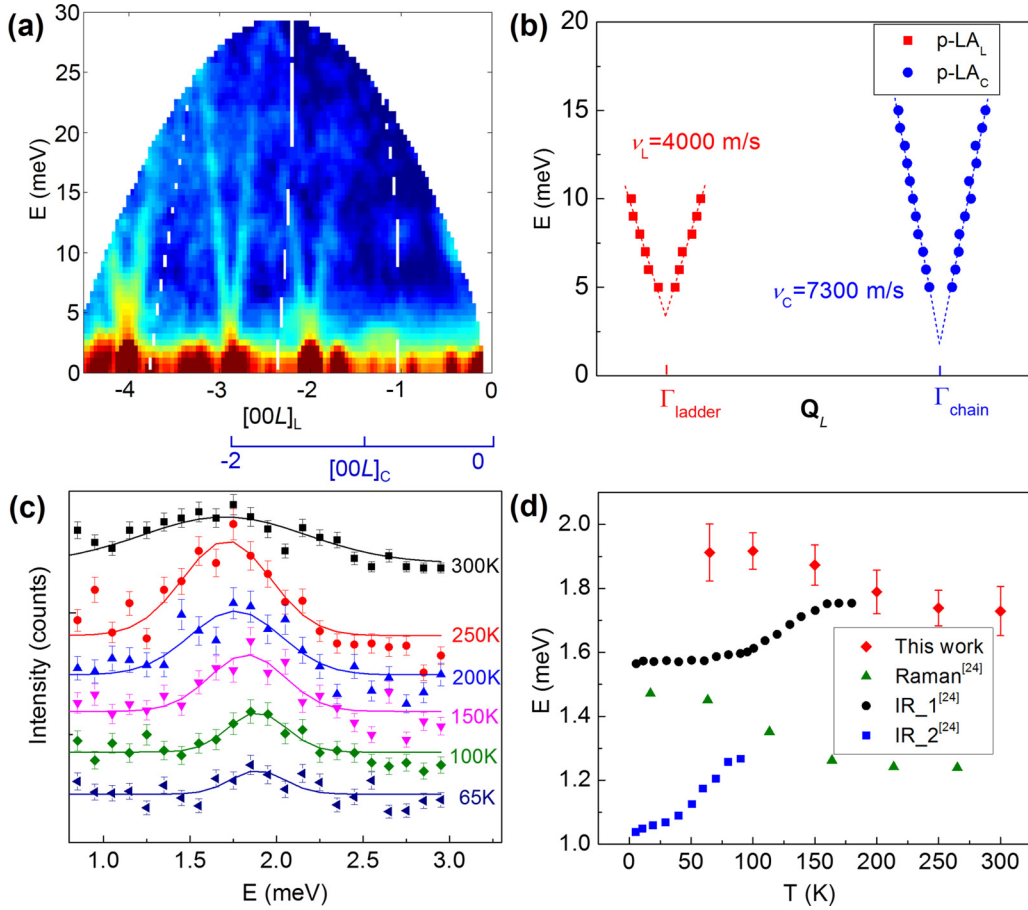 (a)
30
25
20
15
10
5
0
E (meV)
-4
-3
-2
-1
0
[00L]L
-2
[00L]C
0
(b)
20
15
10
5
0
E (meV)
p-LAL
p-LAC
νL=4000 m/s
νC=7300 m/s
Γladder
QL
Γchain
(c)
Intensity (counts)
300K
250K
200K
150K
100K
65K
1.0
1.5
2.0
2.5
3.0
E (meV)
(d)
2.0
1.8
1.6
1.4
1.2
1.0
E (meV)
This work
Raman[24]
IR_1[24]
IR_2[24]
0
50
100
150
200
250
300
T (K)